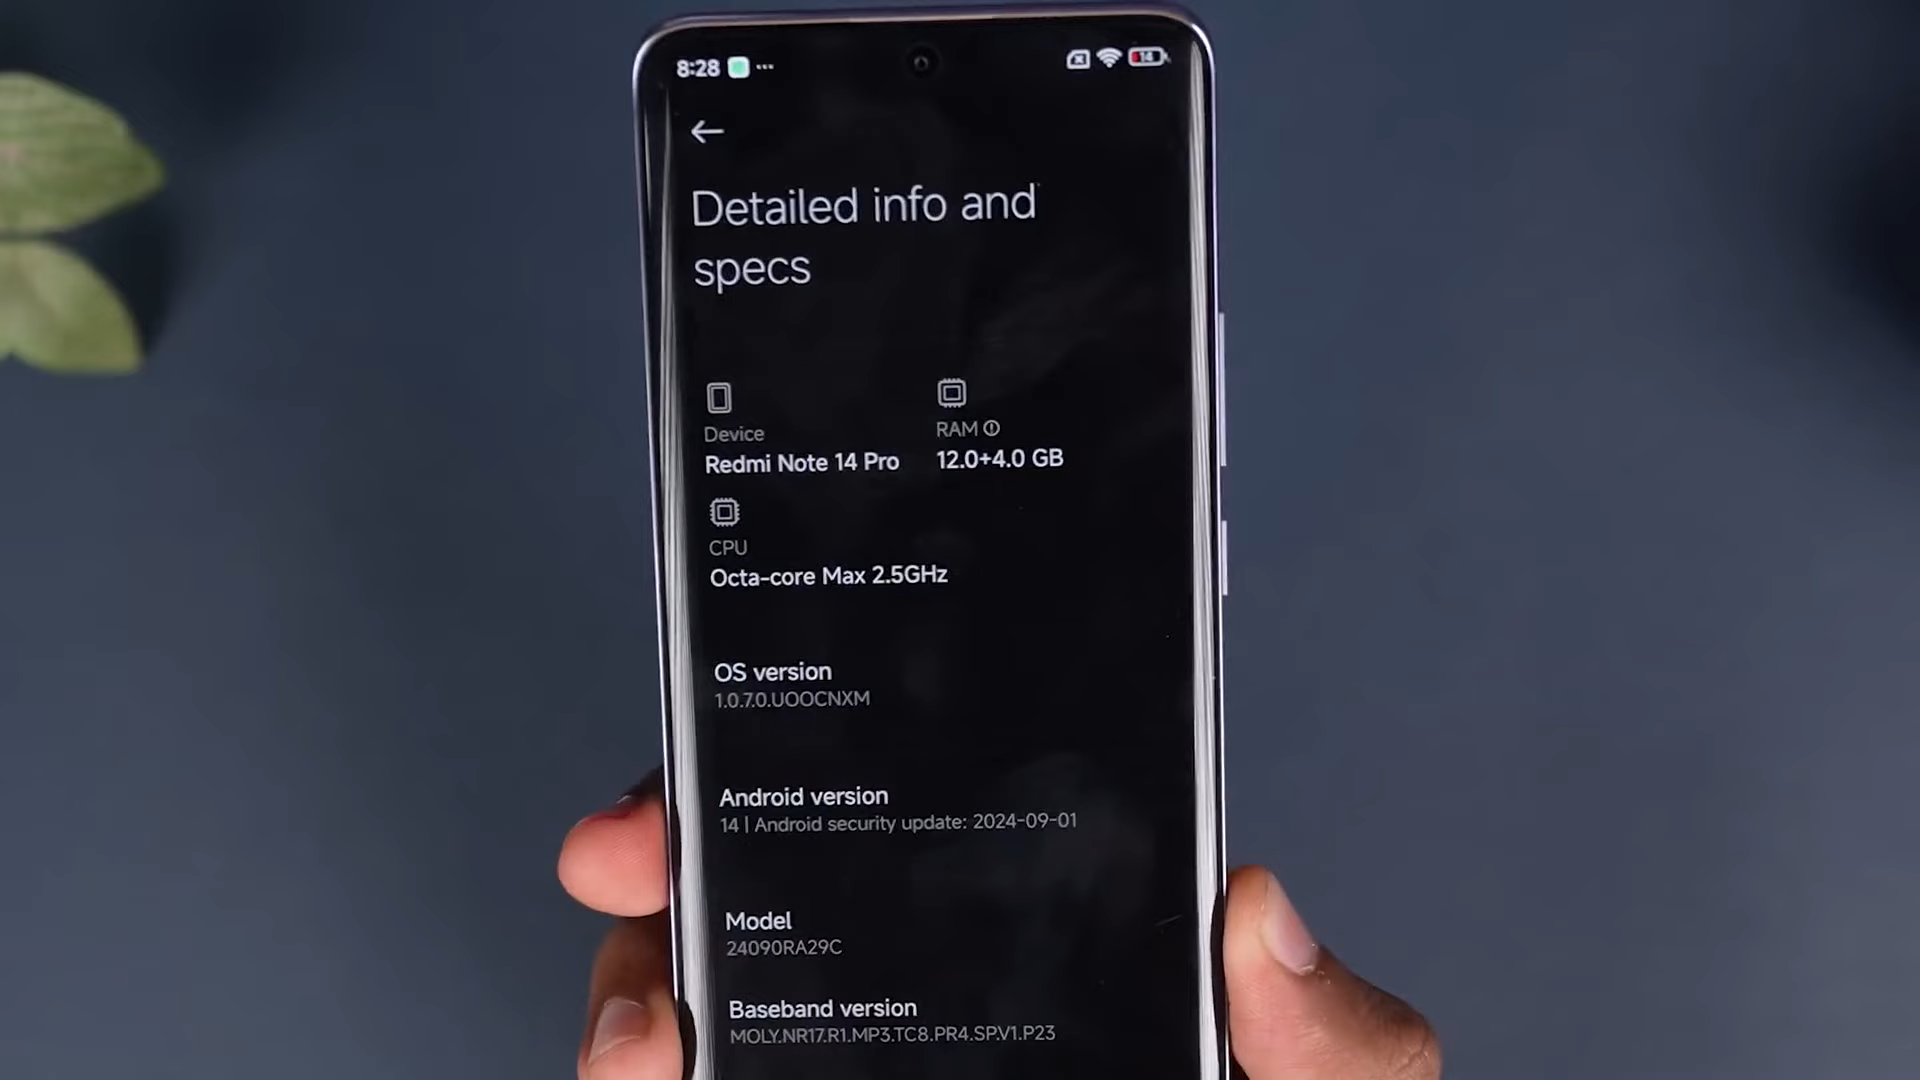 8:28 ...
14
Detailed info and
specs
Device
Redmi Note 14 Pro
RAM
12.0+4.0 GB
CPU
Octa-core Max 2.5GHz
OS version
1.0.7.0.UOOCNXM
Android version
14 | Android security update: 2024-09-01
Model
24090RA29C
Baseband version
MOLY.NR17.R1.MP3.TC8.PR4.SP.V1.P23